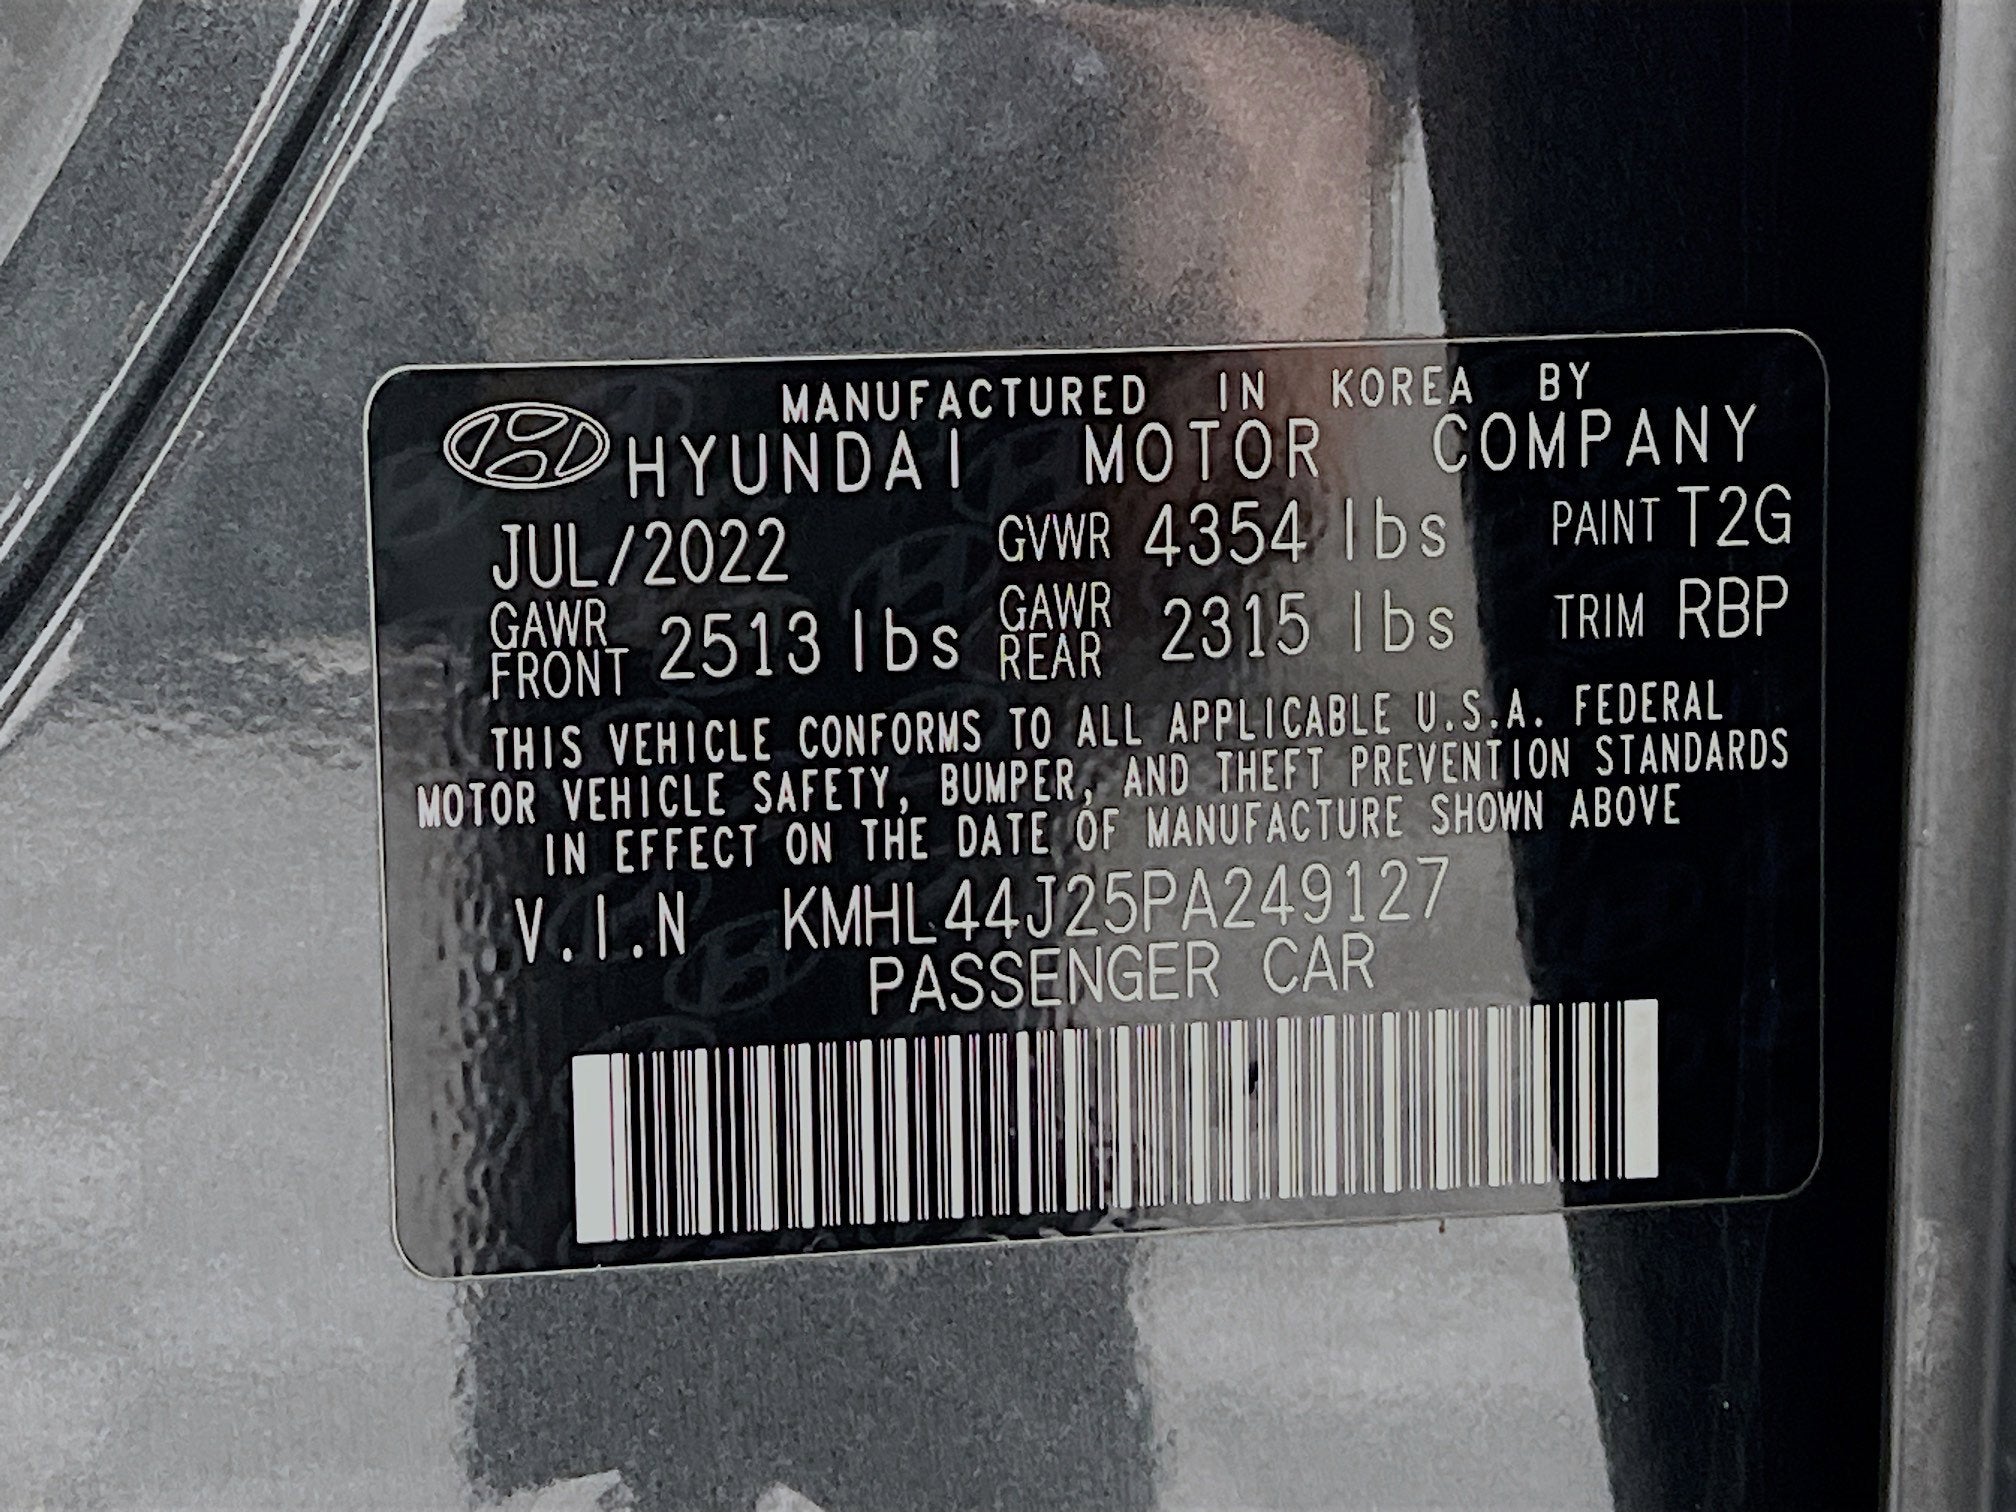 MANUFACTURED IN KOREA BY
HYUNDAI MOTOR COMPANY
JUL/2022 GVWR 4354 lbs PAINT T2G
GAWR FRONT 2513 lbs GAWR REAR 2315 lbs TRIM RBP
THIS VEHICLE CONFORMS TO ALL APPLICABLE U.S.A. FEDERAL
MOTOR VEHICLE SAFETY, BUMPER, AND THEFT PREVENTION STANDARDS
IN EFFECT ON THE DATE OF MANUFACTURE SHOWN ABOVE
V.I.N KMHL44J25PA249127
PASSENGER CAR